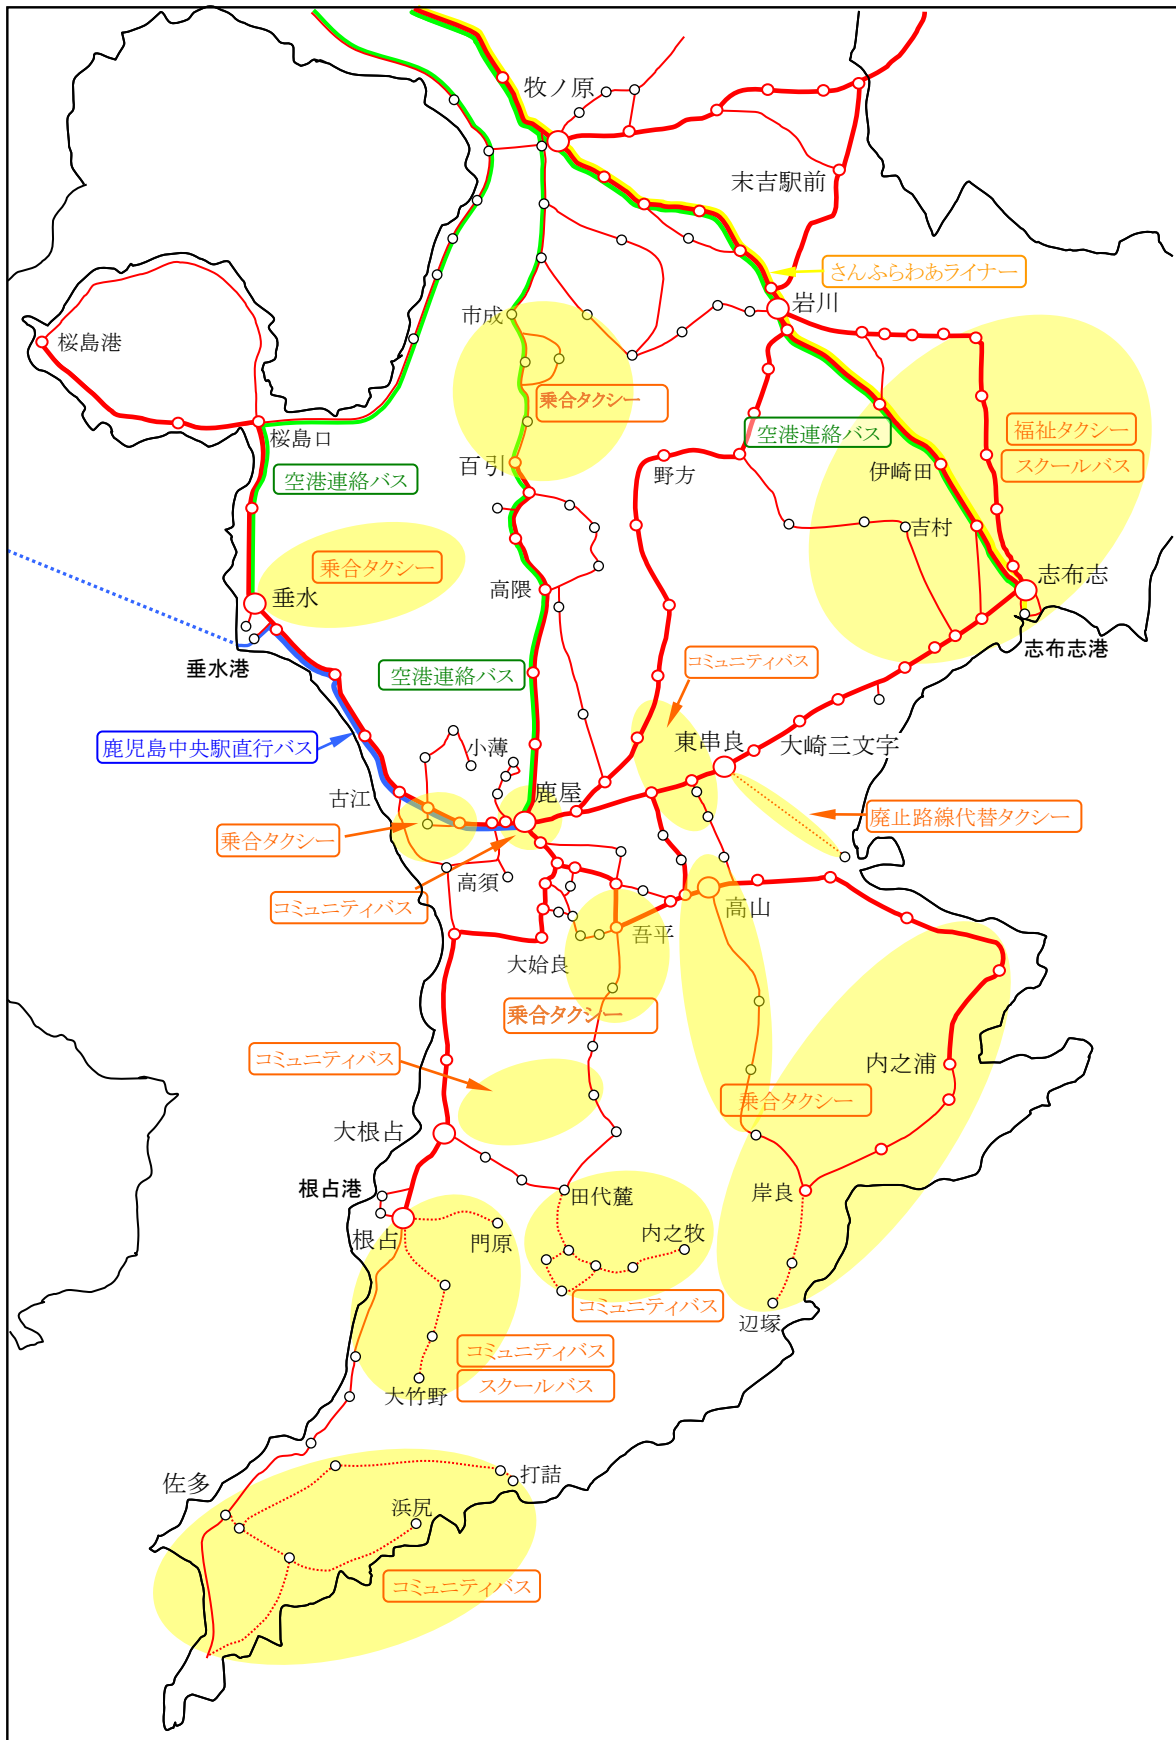 牧ノ原
末吉駅前
さんふらわあライナー
岩川
市成
桜島港
乗合タクシー
福祉タクシー
桜島口
空港連絡バス
スクールバス
百引
野方
伊崎田
空港連絡バス
吉村
乗合タクシー
高隈
志布志
垂水
志布志港
垂水港
コミュニティバス
空港連絡バス
鹿児島中央駅直行バス
小薄
東串良
大崎三文字
古江
鹿屋
廃止路線代替タクシー
乗合タクシー
高須
コミュニティバス
高山
吾平
大姶良
乗合タクシー
コミュニティバス
内之浦
乗合タクシー
大根占
根占港
田代麓
岸良
根占
門原
内之牧
コミュニティバス
辺塚
コミュニティバス
スクールバス
大竹野
佐多
打詰
浜尻
コミュニティバス